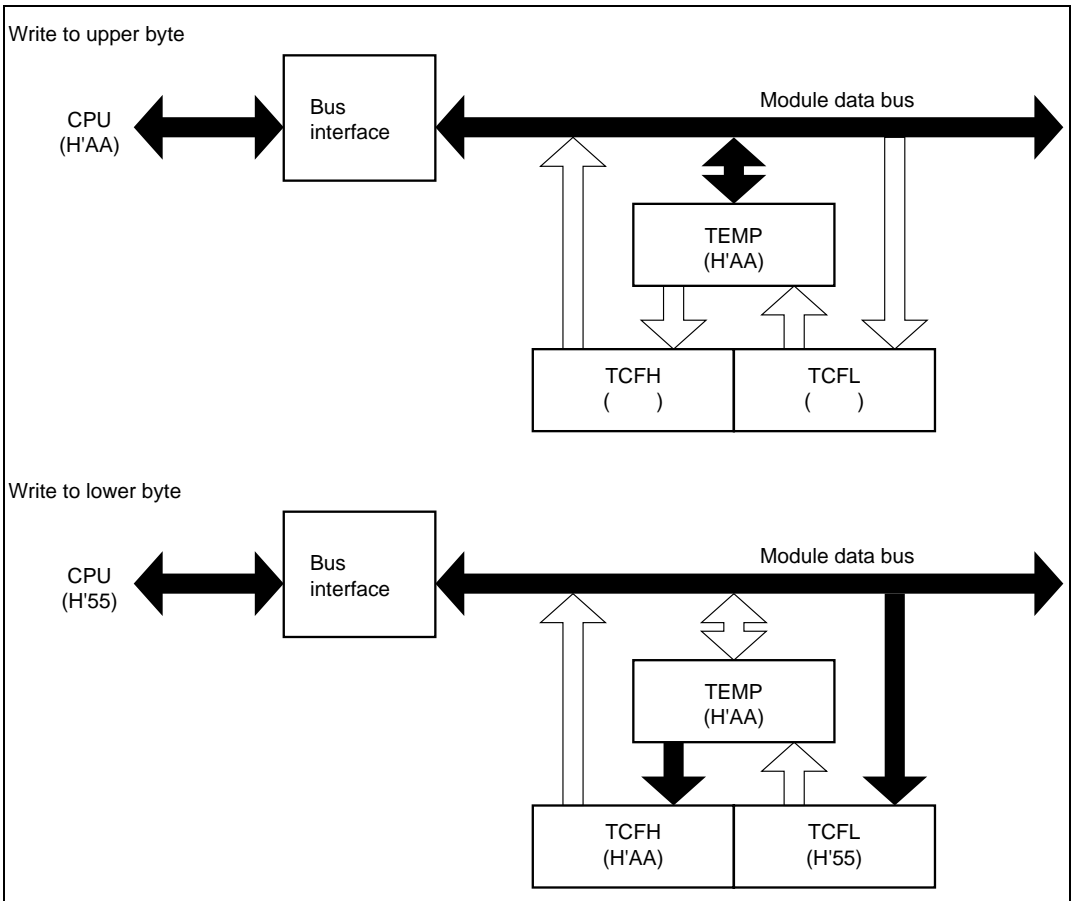 Write to upper byte
CPU
(H'AA)
Bus
interface
Module data bus
TEMP
(H'AA)
TCFH
(      )
TCFL
(      )
Write to lower byte
CPU
(H'55)
Bus
interface
Module data bus
TEMP
(H'AA)
TCFH
(H'AA)
TCFL
(H'55)